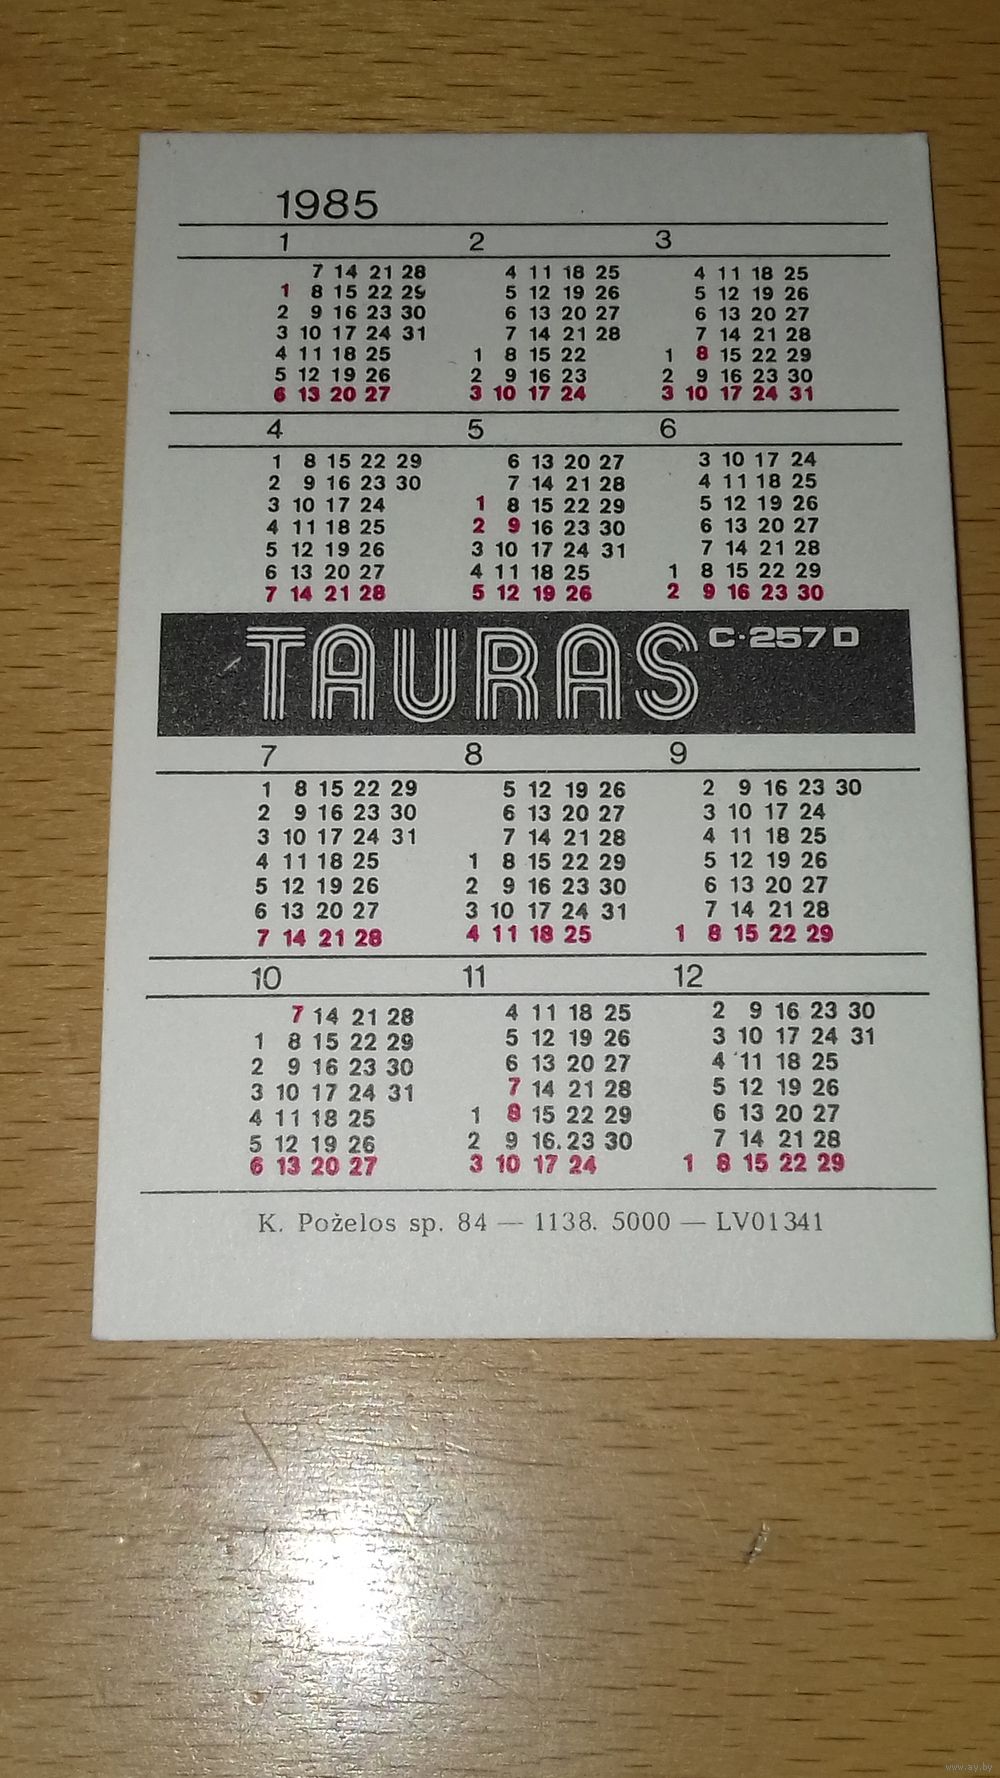 1985
1 2 3
7 14 21 28 4 11 18 25 4 11 18 25
1 8 15 22 29 5 12 19 26 5 12 19 26
2 9 16 23 30 6 13 20 27 6 13 20 27
3 10 17 24 31 7 14 21 28 7 14 21 28
4 11 18 25 1 8 15 22 1 8 15 22 29
5 12 19 26 2 9 16 23 2 9 16 23 30
6 13 20 27 3 10 17 24 3 10 17 24 31
4 5 6
1 8 15 22 29 6 13 20 27 3 10 17 24
2 9 16 23 30 7 14 21 28 4 11 18 25
3 10 17 24 1 8 15 22 29 5 12 19 26
4 11 18 25 2 9 16 23 30 6 13 20 27
5 12 19 26 3 10 17 24 31 7 14 21 28
6 13 20 27 4 11 18 25 1 8 15 22 29
7 14 21 28 5 12 19 26 2 9 16 23 30
TAURAS C·257D
7 8 9
1 8 15 22 29 5 12 19 26 2 9 16 23 30
2 9 16 23 30 6 13 20 27 3 10 17 24
3 10 17 24 31 7 14 21 28 4 11 18 25
4 11 18 25 1 8 15 22 29 5 12 19 26
5 12 19 26 2 9 16 23 30 6 13 20 27
6 13 20 27 3 10 17 24 31 7 14 21 28
7 14 21 28 4 11 18 25 1 8 15 22 29
10 11 12
7 14 21 28 4 11 18 25 2 9 16 23 30
1 8 15 22 29 5 12 19 26 3 10 17 24 31
2 9 16 23 30 6 13 20 27 4 11 18 25
3 10 17 24 31 7 14 21 28 5 12 19 26
4 11 18 25 1 8 15 22 29 6 13 20 27
5 12 19 26 2 9 16 23 30 7 14 21 28
6 13 20 27 3 10 17 24 1 8 15 22 29
K. Poželos sp. 84 — 1138. 5000 — LV01341
www.ay.by